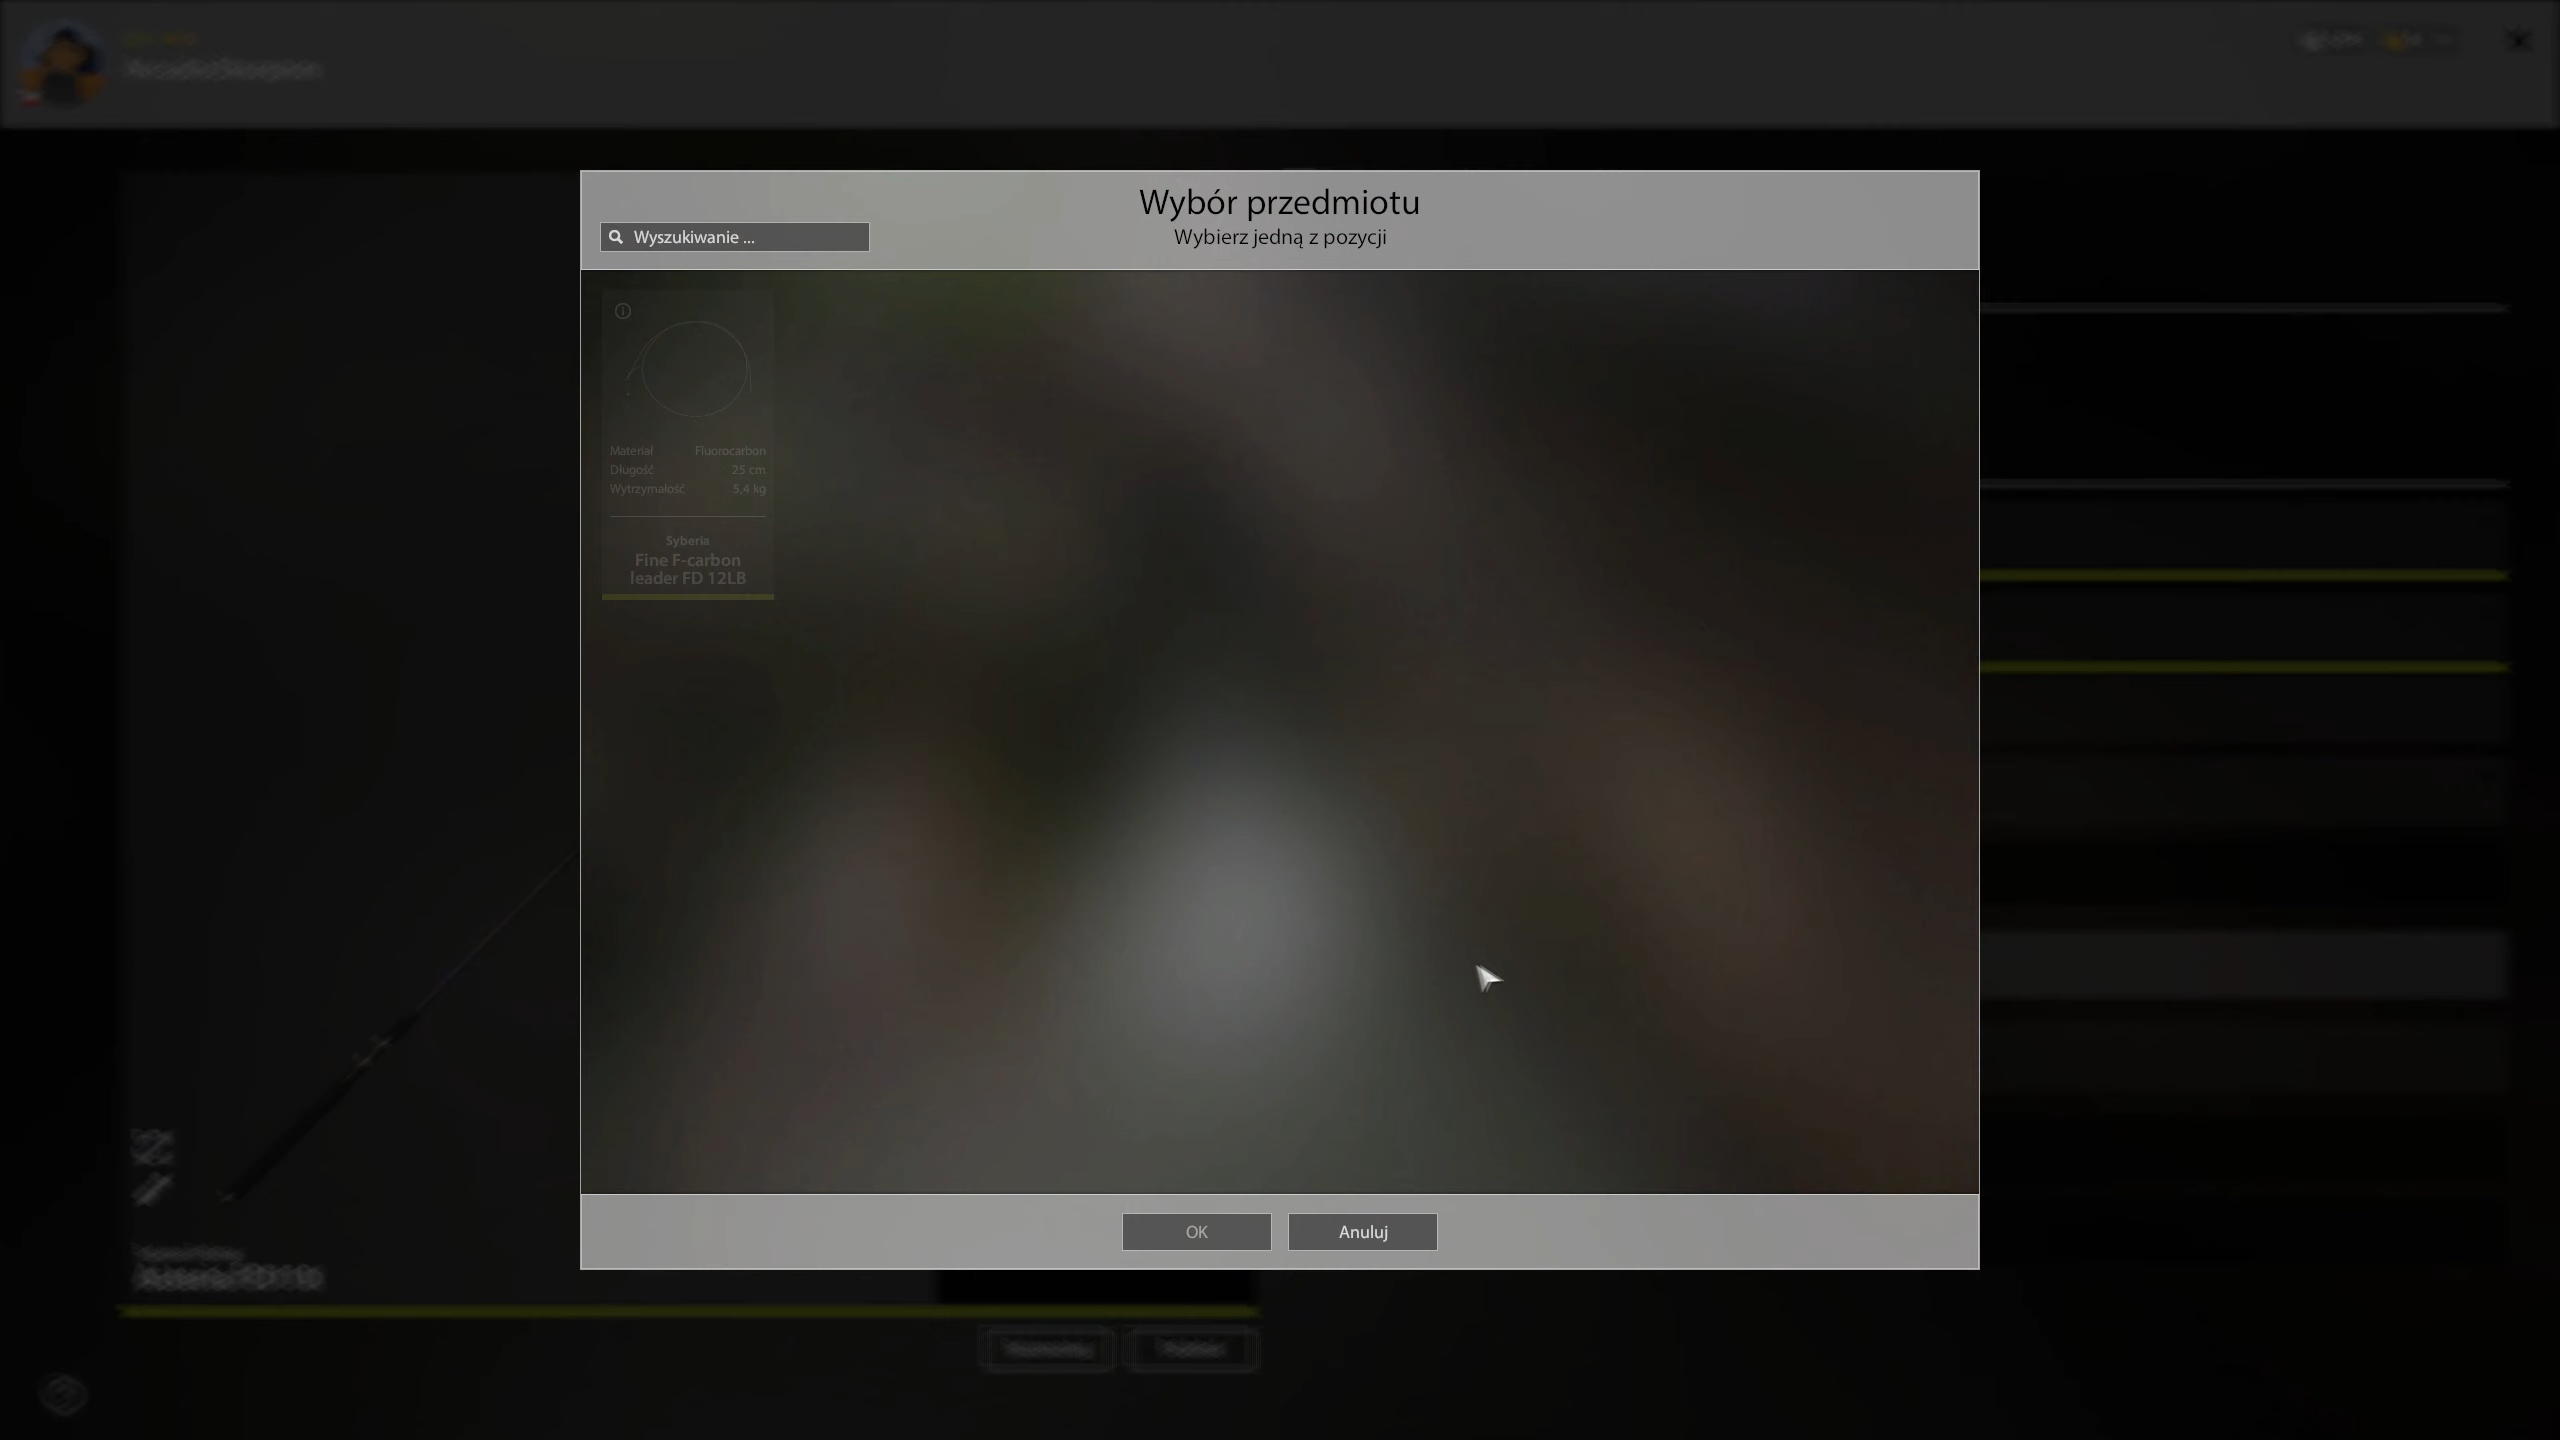 Wybór przedmiotu
Wybierz jedną z pozycji
Wyszukiwanie ...
Materiał Fluorocarbon
Długość 25 cm
Wytrzymałość 5,4 kg
Syberia
Fine F-carbon
leader FD 12LB
OK
Anuluj